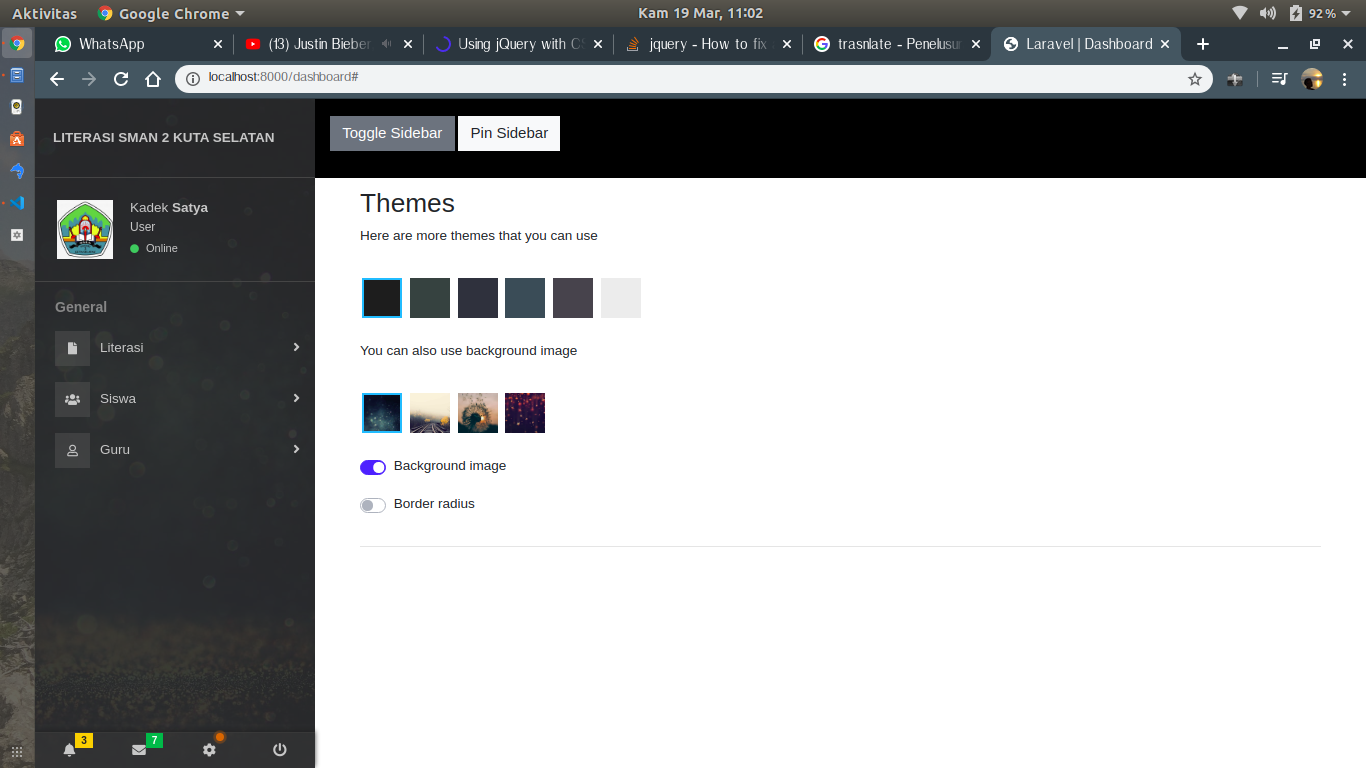 Aktivitas Google Chrome Kam 19 Mar, 11:02 92%
WhatsApp (13) Justin Bieber Using jQuery with CS jquery - How to fix trasnlate - Penelusur Laravel | Dashboard
localhost:8000/dashboard#
LITERASI SMAN 2 KUTA SELATAN
Toggle Sidebar Pin Sidebar
Kadek Satya
User
Online
General
Literasi
Siswa
Guru
Themes
Here are more themes that you can use
You can also use background image
Background image
Border radius
3 7